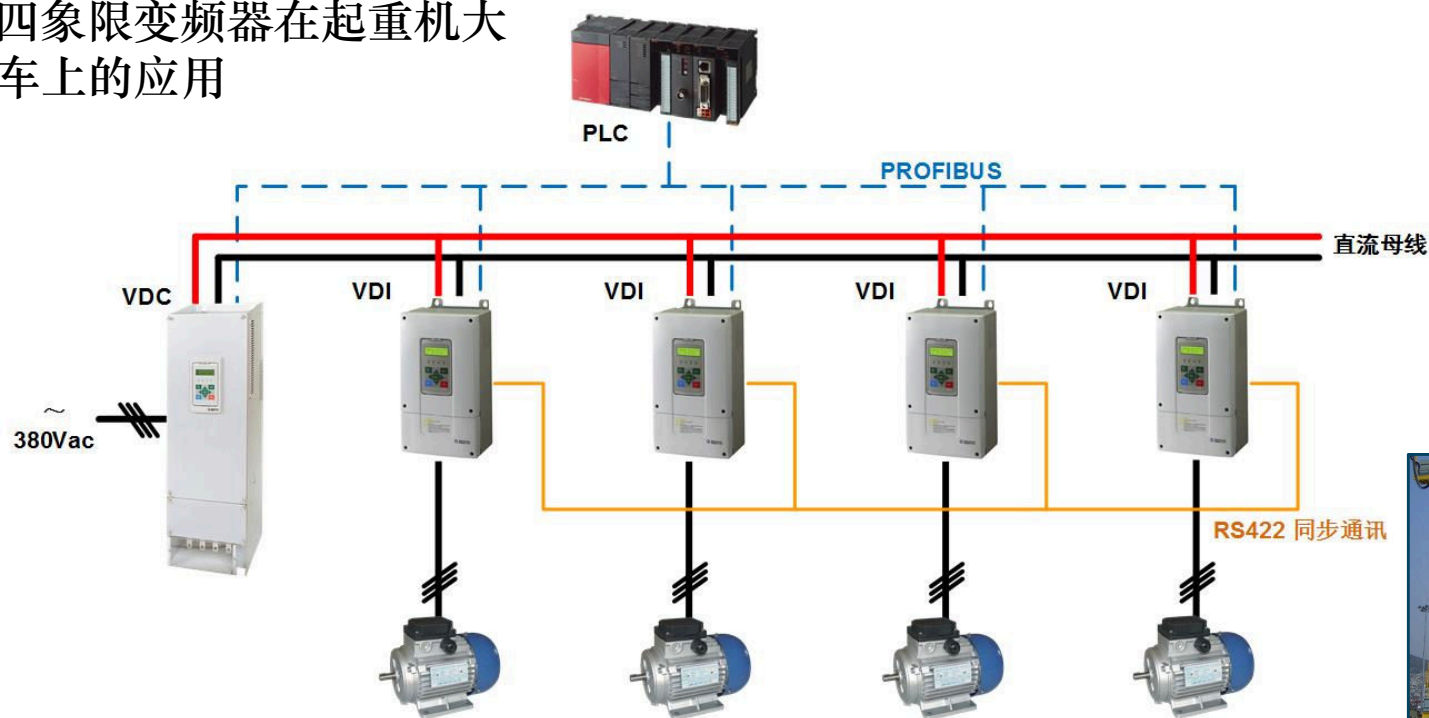 四象限变频器在起重机大
车上的应用
PLC
PROFIBUS
直流母线
VDC
VDI
VDI
VDI
VDI
~
380Vac
RS422 同步通讯